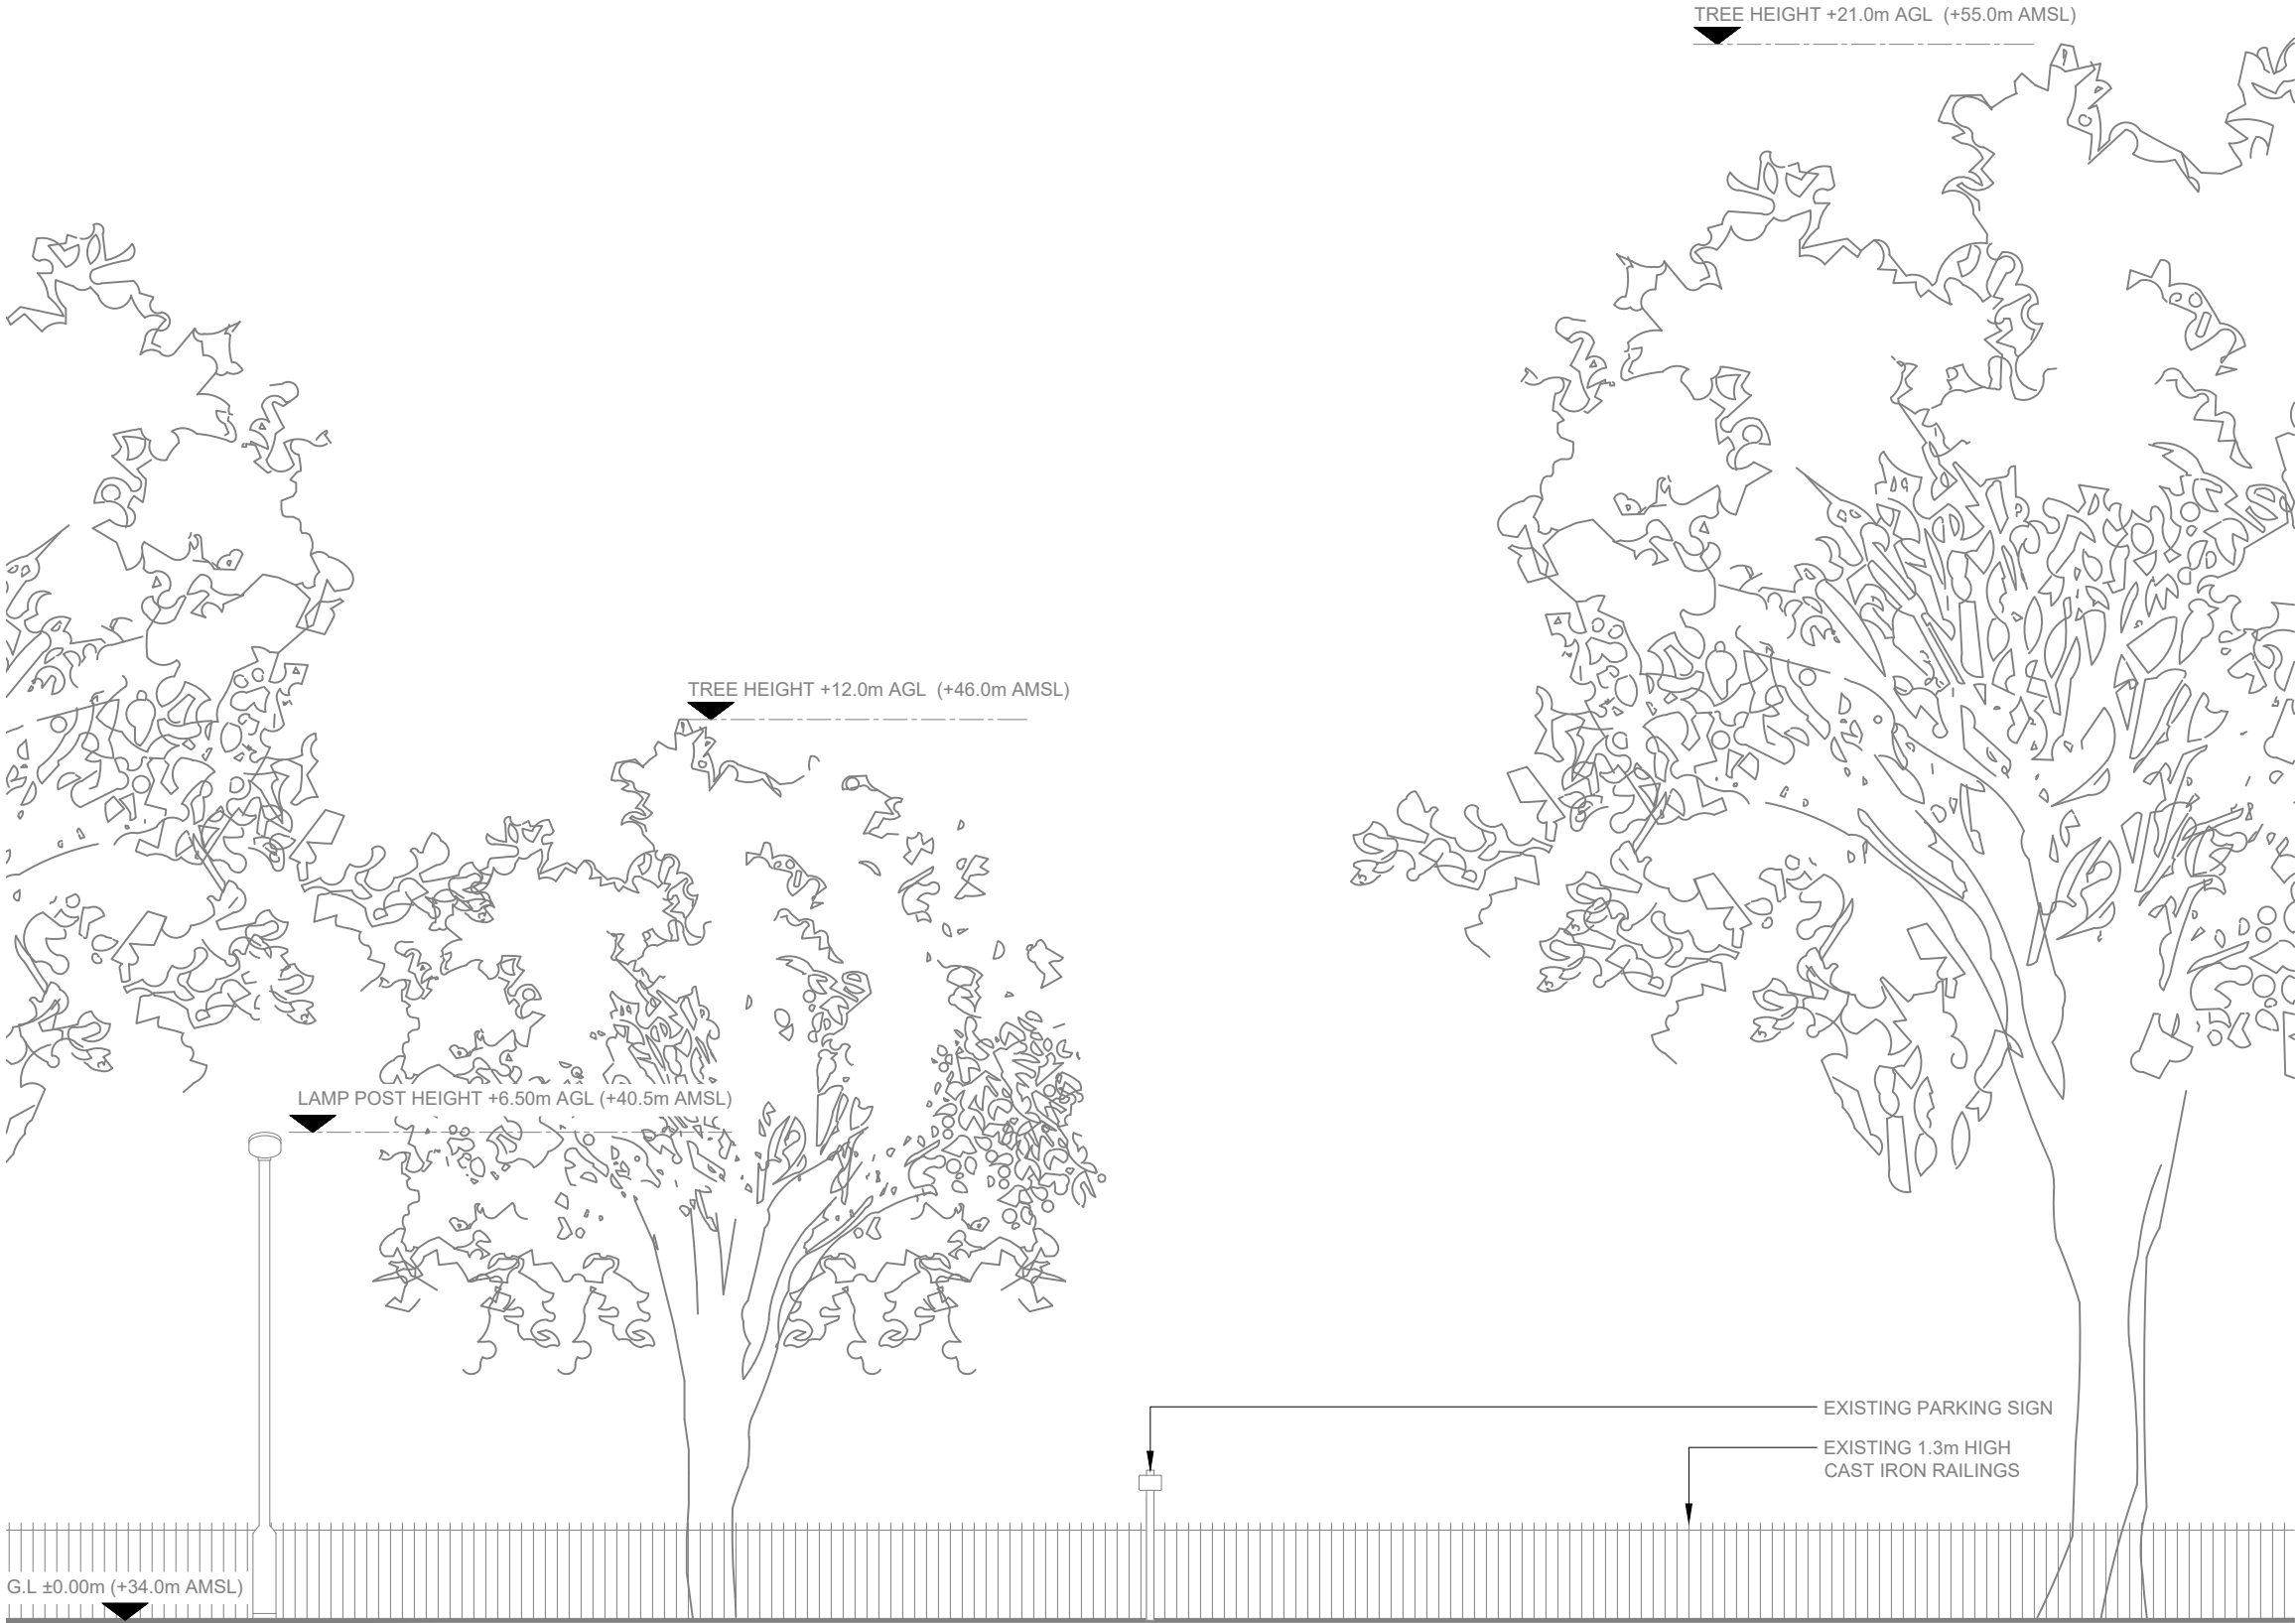 TREE HEIGHT +21.0m AGL (+55.0m AMSL)
TREE HEIGHT +12.0m AGL (+46.0m AMSL)
LAMP POST HEIGHT +6.50m AGL (+40.5m AMSL)
EXISTING PARKING SIGN
EXISTING 1.3m HIGH
CAST IRON RAILINGS
G.L ±0.00m (+34.0m AMSL)